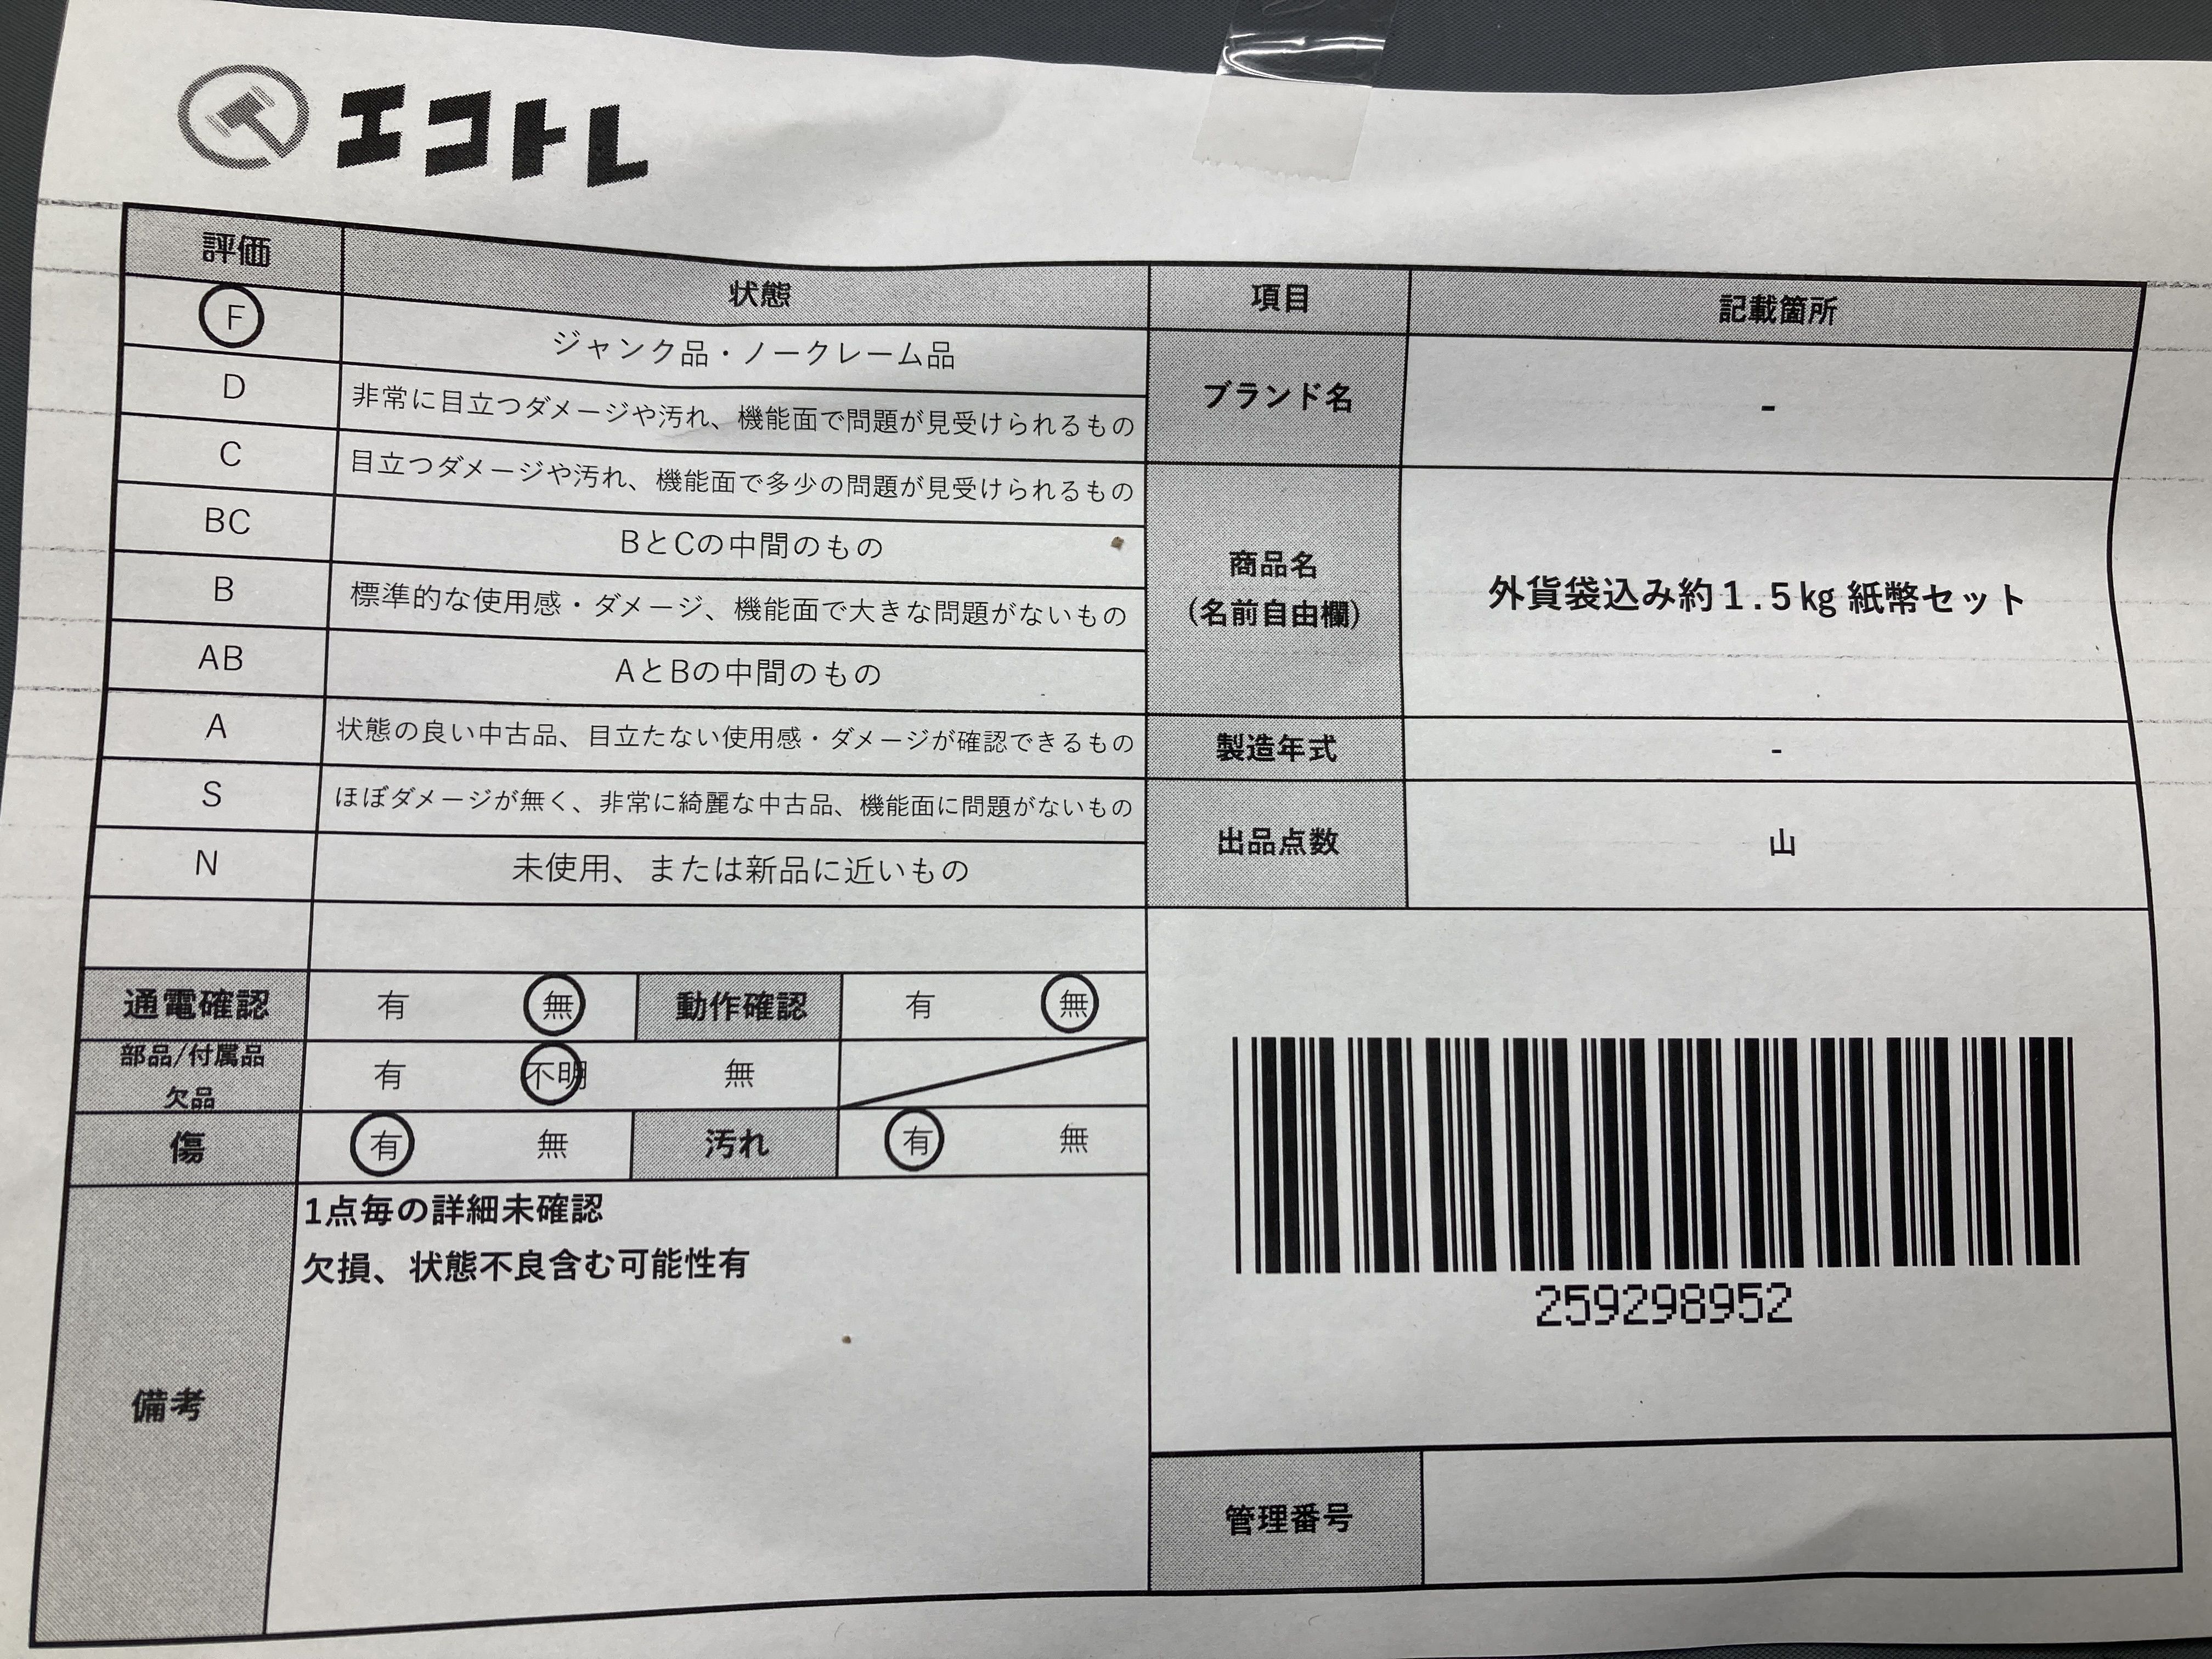 エコトレ
評価 状態 項目 記載箇所
F ジャンク品・ノークレーム品
D 非常に目立つダメージや汚れ、機能面で問題が見受けられるもの
C 目立つダメージや汚れ、機能面で多少の問題が見受けられるもの
BC BとCの中間のもの
B 標準的な使用感・ダメージ、機能面で大きな問題がないもの
AB AとBの中間のもの
A 状態の良い中古品、目立たない使用感・ダメージが確認できるもの
S ほぼダメージが無く、非常に綺麗な中古品、機能面に問題がないもの
N 未使用、または新品に近いもの
ブランド名 -
商品名
(名前自由欄)
外貨袋込み約1.5㎏ 紙幣セット
製造年式 -
出品点数 山
通電確認 有 無 動作確認 有 無
部品/付属品
欠品
有 不明 無
傷 有 無 汚れ 有 無
備考
1点毎の詳細未確認
欠損、状態不良含む可能性有
259298952
管理番号